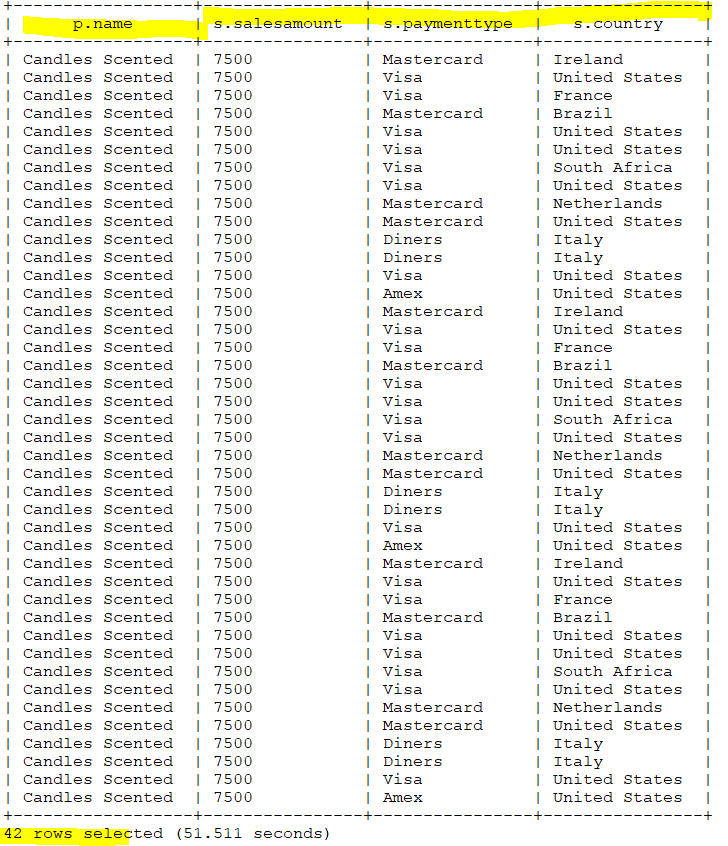 p.name | s.salesamount | s.paymenttype | s.country
| Candles Scented | 7500 | Mastercard | Ireland |
| Candles Scented | 7500 | Visa | United States |
| Candles Scented | 7500 | Visa | France |
| Candles Scented | 7500 | Mastercard | Brazil |
| Candles Scented | 7500 | Visa | United States |
| Candles Scented | 7500 | Visa | United States |
| Candles Scented | 7500 | Visa | South Africa |
| Candles Scented | 7500 | Visa | United States |
| Candles Scented | 7500 | Mastercard | Netherlands |
| Candles Scented | 7500 | Mastercard | United States |
| Candles Scented | 7500 | Diners | Italy |
| Candles Scented | 7500 | Diners | Italy |
| Candles Scented | 7500 | Visa | United States |
| Candles Scented | 7500 | Amex | United States |
| Candles Scented | 7500 | Mastercard | Ireland |
| Candles Scented | 7500 | Visa | United States |
| Candles Scented | 7500 | Visa | France |
| Candles Scented | 7500 | Mastercard | Brazil |
| Candles Scented | 7500 | Visa | United States |
| Candles Scented | 7500 | Visa | United States |
| Candles Scented | 7500 | Visa | South Africa |
| Candles Scented | 7500 | Visa | United States |
| Candles Scented | 7500 | Mastercard | Netherlands |
| Candles Scented | 7500 | Mastercard | United States |
| Candles Scented | 7500 | Diners | Italy |
| Candles Scented | 7500 | Diners | Italy |
| Candles Scented | 7500 | Visa | United States |
| Candles Scented | 7500 | Amex | United States |
| Candles Scented | 7500 | Mastercard | Ireland |
| Candles Scented | 7500 | Visa | United States |
| Candles Scented | 7500 | Visa | France |
| Candles Scented | 7500 | Mastercard | Brazil |
| Candles Scented | 7500 | Visa | United States |
| Candles Scented | 7500 | Visa | United States |
| Candles Scented | 7500 | Visa | South Africa |
| Candles Scented | 7500 | Visa | United States |
| Candles Scented | 7500 | Mastercard | Netherlands |
| Candles Scented | 7500 | Mastercard | United States |
| Candles Scented | 7500 | Diners | Italy |
| Candles Scented | 7500 | Diners | Italy |
| Candles Scented | 7500 | Visa | United States |
| Candles Scented | 7500 | Amex | United States |
42 rows selected (51.511 seconds)